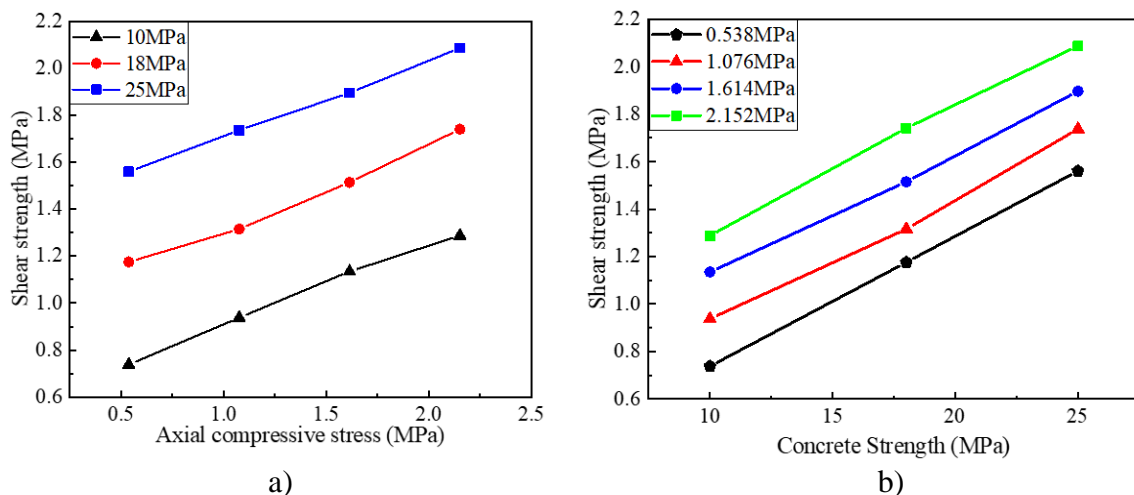 2.2
2.0
1.8
1.6
1.4
1.2
1.0
0.8
0.6
Shear strength (MPa)
10MPa
18MPa
25MPa
0.5
1.0
1.5
2.0
2.5
Axial compressive stress (MPa)
a)
2.2
2.0
1.8
1.6
1.4
1.2
1.0
0.8
0.6
Shear strength (MPa)
0.538MPa
1.076MPa
1.614MPa
2.152MPa
10
15
20
25
Concrete Strength (MPa)
b)